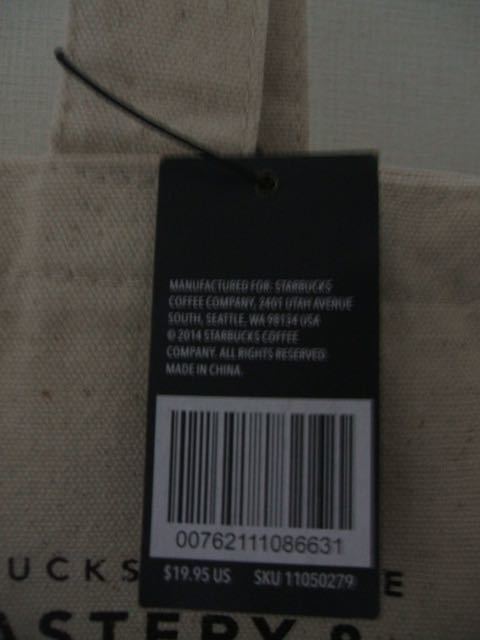 MANUFACTURED FOR: STARBUCKS
COFFEE COMPANY, 2401 UTAH AVENUE
SOUTH, SEATTLE, WA 98134 USA
© 2014 STARBUCKS COFFEE
COMPANY. ALL RIGHTS RESERVED.
MADE IN CHINA.
00762111086631
$19.95 US SKU 11050279
UCKS E
ASTERY &